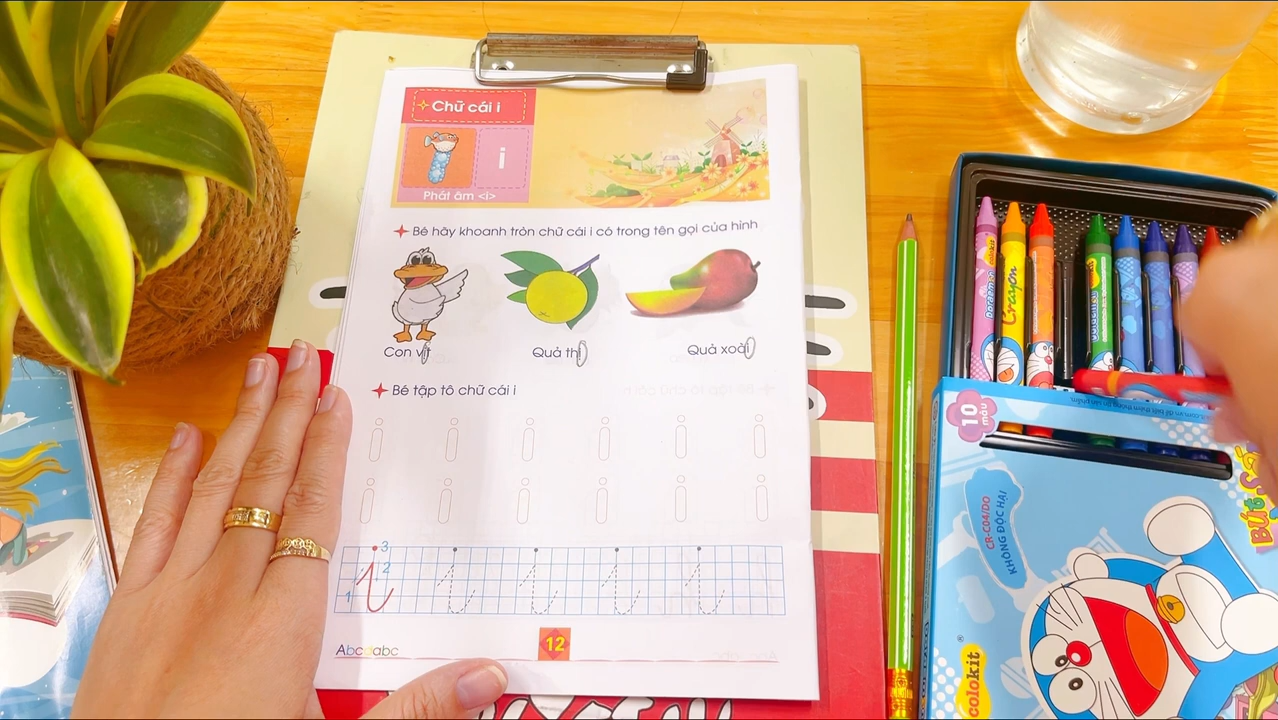 Chữ cái i
i
Phát âm <i>
Bé hãy khoanh tròn chữ cái i có trong tên gọi của hình
Con vịt
Quả thị
Quả xoài
Bé tập tô chữ cái i
i i i i i i
i i i i i i
3
2
1
i i i i i
Abcdabc
12
Crayon
Doraemon
10
màu
CR-C04/DO
KHÔNG ĐỘC HẠI
colokit